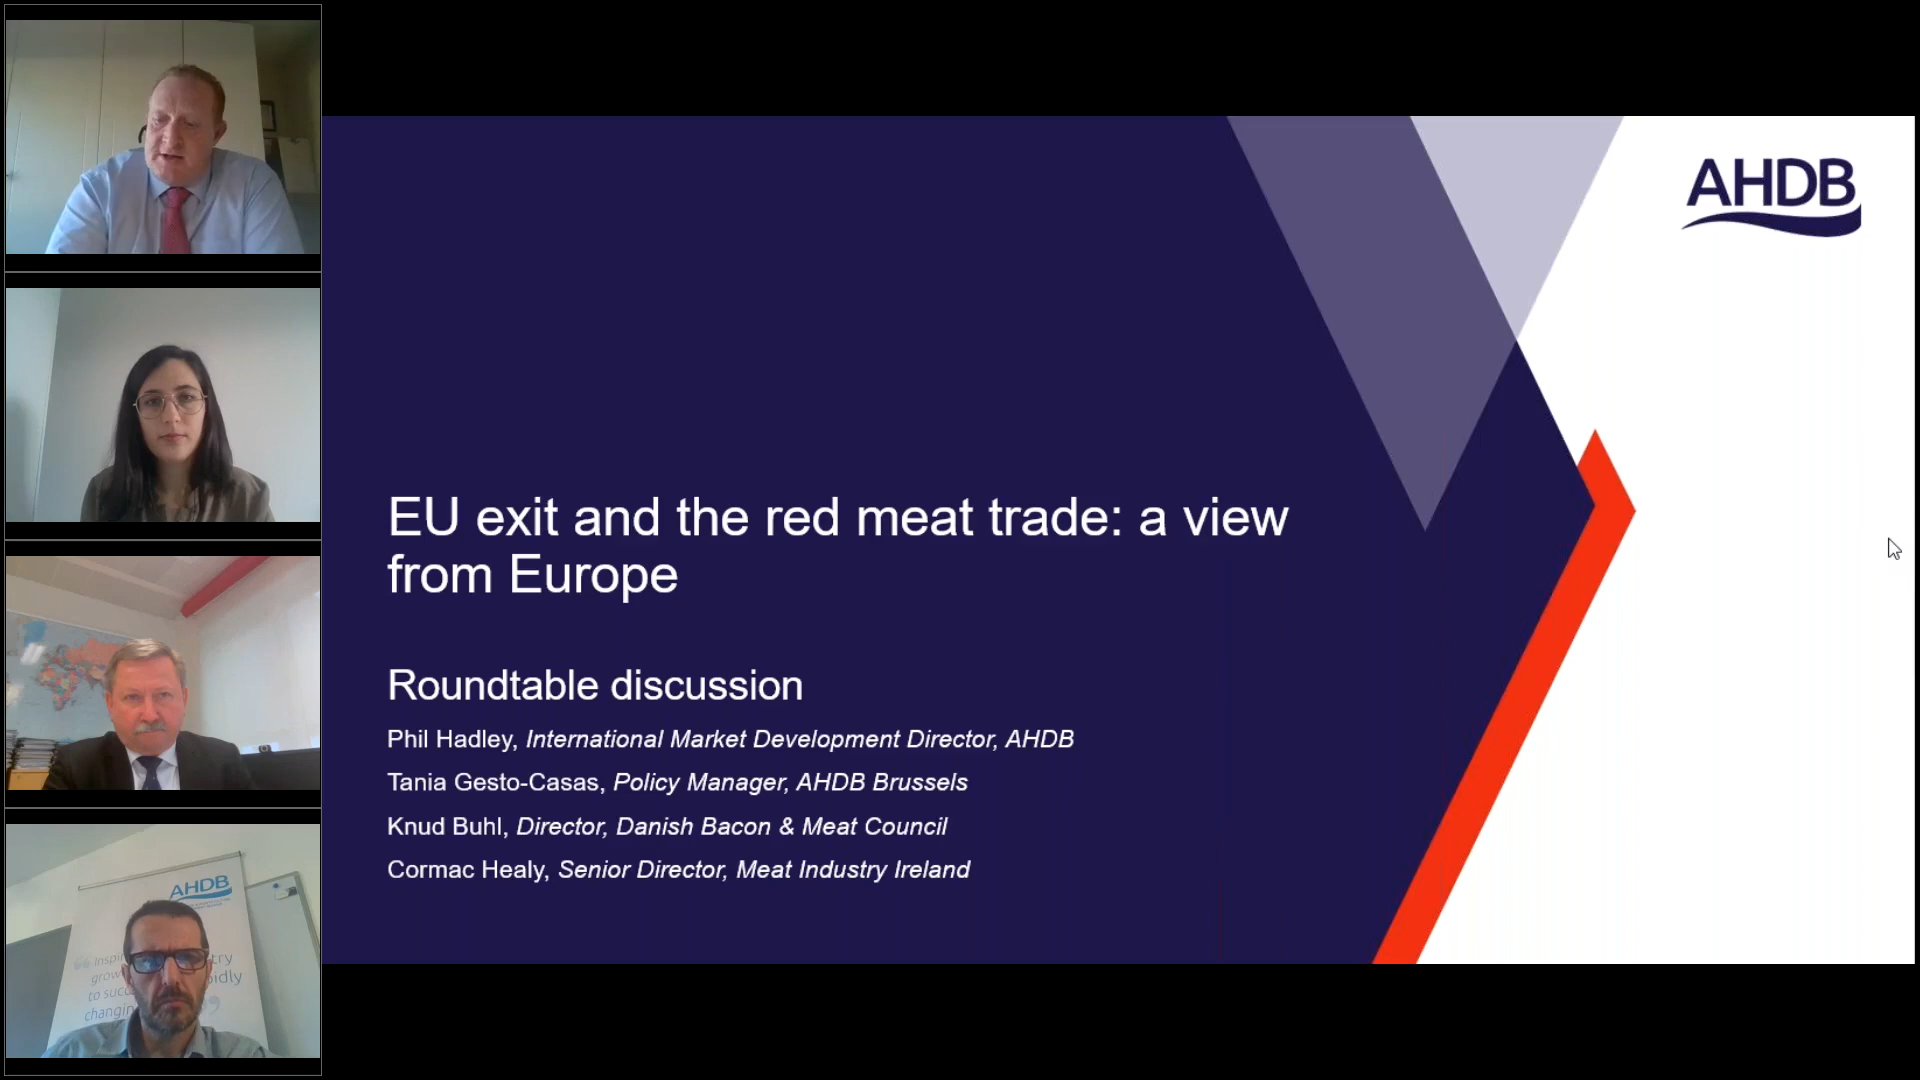 AHDB
EU exit and the red meat trade: a view
from Europe
Roundtable discussion
Phil Hadley, International Market Development Director, AHDB
Tania Gesto-Casas, Policy Manager, AHDB Brussels
Knud Buhl, Director, Danish Bacon & Meat Council
Cormac Healy, Senior Director, Meat Industry Ireland
AHDB
to
changin